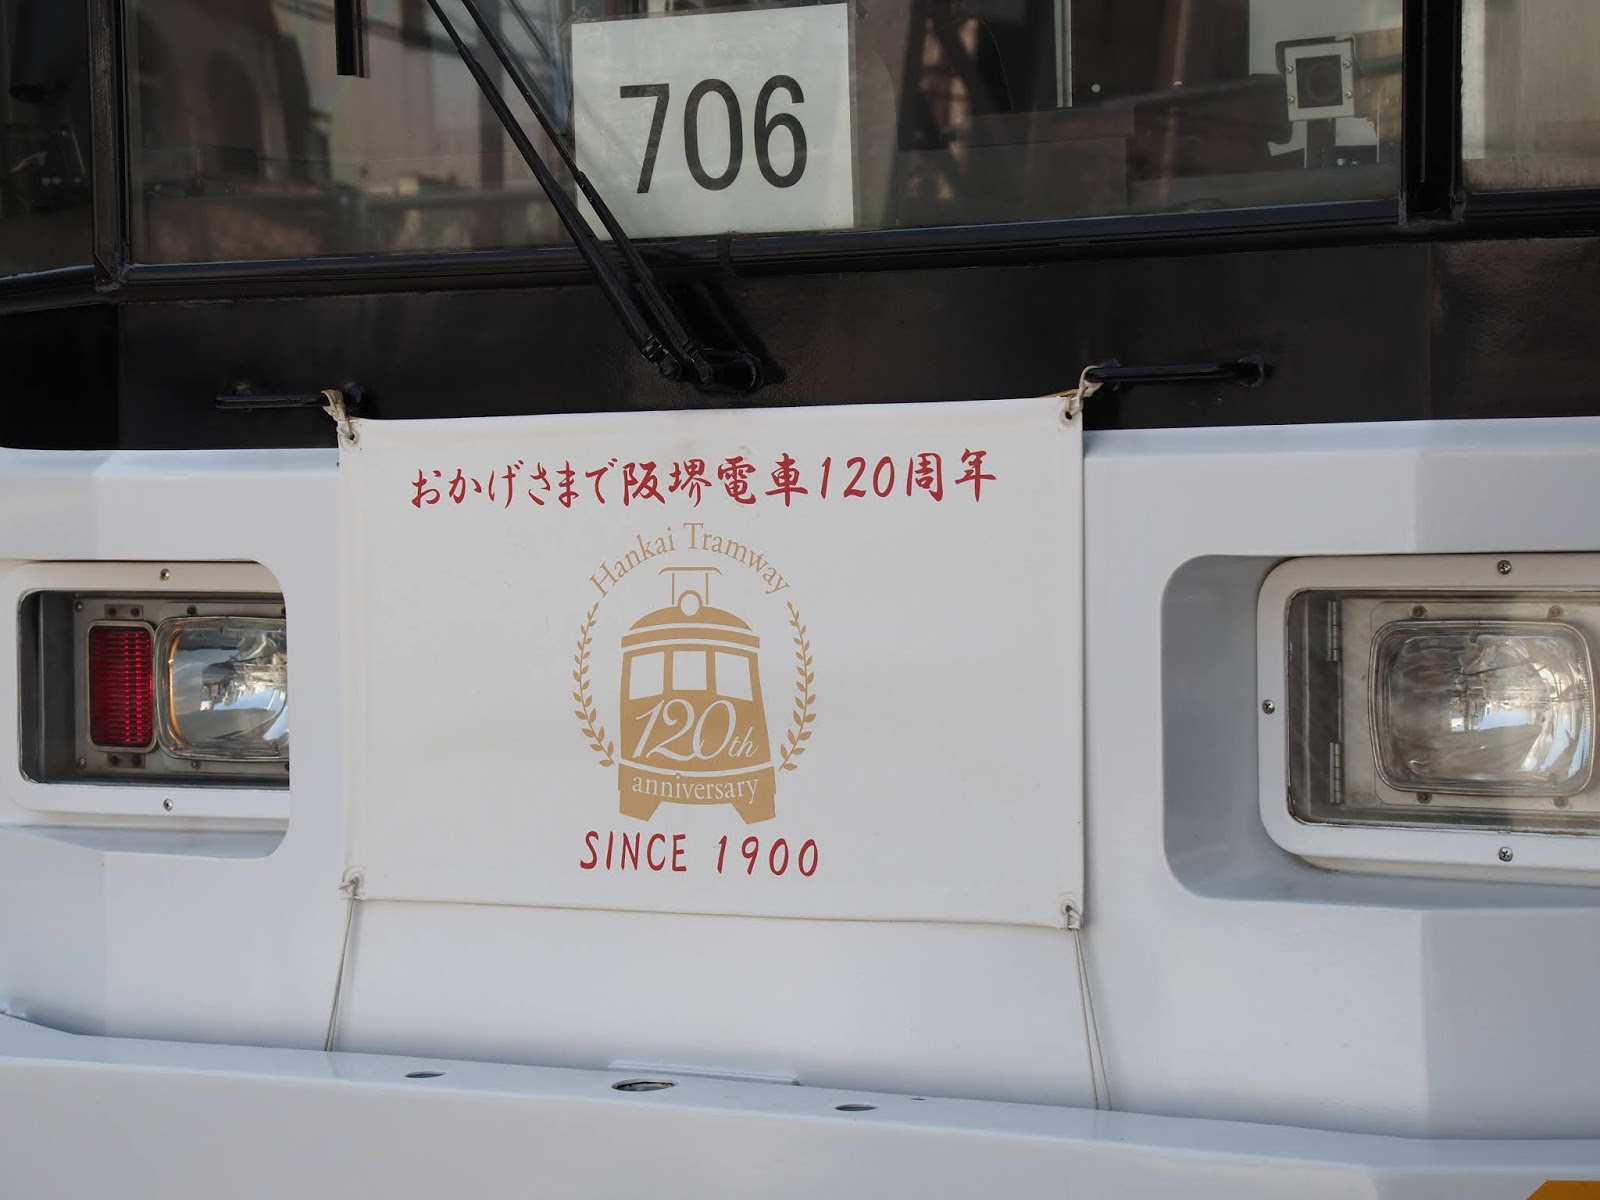 706
おかげさまで阪堺電車120周年
Hankai Tramway
120th
anniversary
SINCE 1900